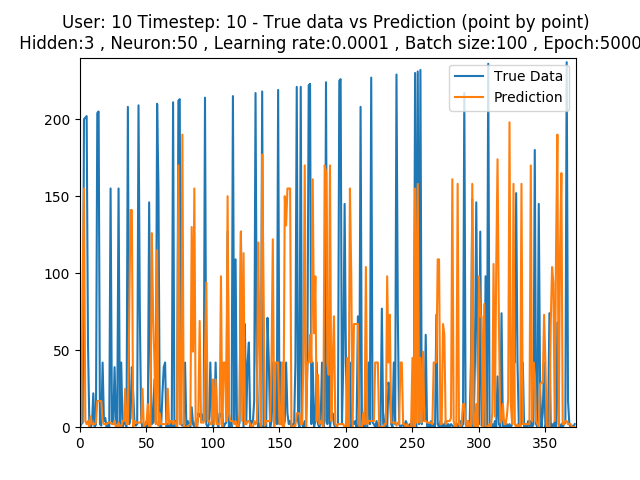 User: 10 Timestep: 10 - True data vs Prediction (point by point)
Hidden:3 , Neuron:50 , Learning rate:0.0001 , Batch size:100 , Epoch:5000
True Data
Prediction
200
150
100
50
0
0 50 100 150 200 250 300 350